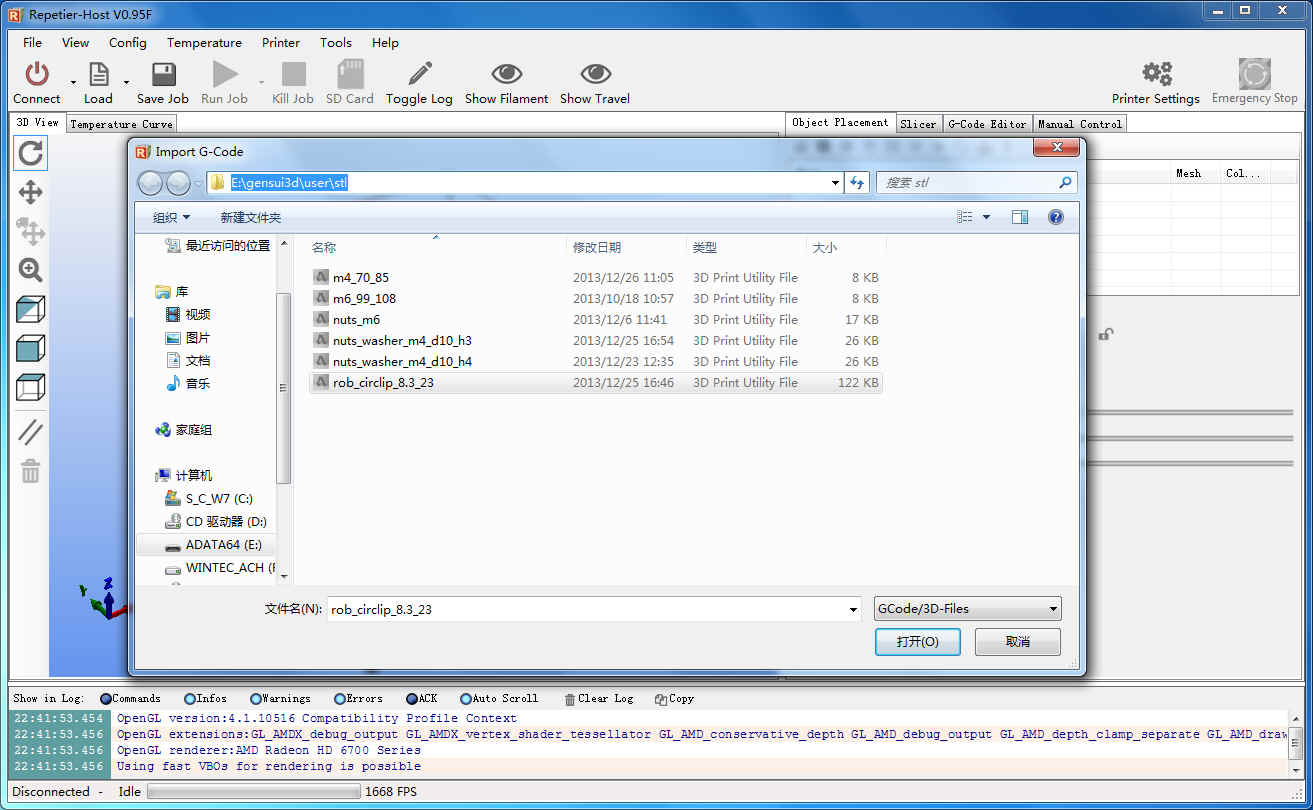 Repetier-Host V0.95F
File View Config Temperature Printer Tools Help
Connect Load Save Job Run Job Kill Job SD Card Toggle Log Show Filament Show Travel Printer Settings Emergency Stop
3D View Temperature Curve Object Placement Slicer G-Code Editor Manual Control
Import G-Code
E:\gensui3d\user\stl
搜索 stl
Mesh Col...
组织 新建文件夹
最近访问的位置
库
视频
图片
文档
音乐
家庭组
计算机
S_C_W7 (C:)
CD 驱动器 (D:)
ADATA64 (E:)
WINTEC_ACH (F
名称 修改日期 类型 大小
m4_70_85 2013/12/26 11:05 3D Print Utility File 8 KB
m6_99_108 2013/10/18 10:57 3D Print Utility File 8 KB
nuts_m6 2013/12/6 11:41 3D Print Utility File 17 KB
nuts_washer_m4_d10_h3 2013/12/25 16:54 3D Print Utility File 26 KB
nuts_washer_m4_d10_h4 2013/12/23 12:35 3D Print Utility File 26 KB
rob_circlip_8.3_23 2013/12/25 16:46 3D Print Utility File 122 KB
Z
Y
文件名(N): rob_circlip_8.3_23 GCode/3D-Files
打开(O) 取消
Show in Log: Commands Infos Warnings Errors ACK Auto Scroll Clear Log Copy
22:41:53.454 OpenGL version:4.1.10516 Compatibility Profile Context
22:41:53.456 OpenGL extensions:GL_AMDX_debug_output GL_AMDX_vertex_shader_tessellator GL_AMD_conservative_depth GL_AMD_debug_output GL_AMD_depth_clamp_separate GL_AMD_draw
22:41:53.456 OpenGL renderer:AMD Radeon HD 6700 Series
22:41:53.456 Using fast VBOs for rendering is possible
Disconnected - Idle 1668 FPS